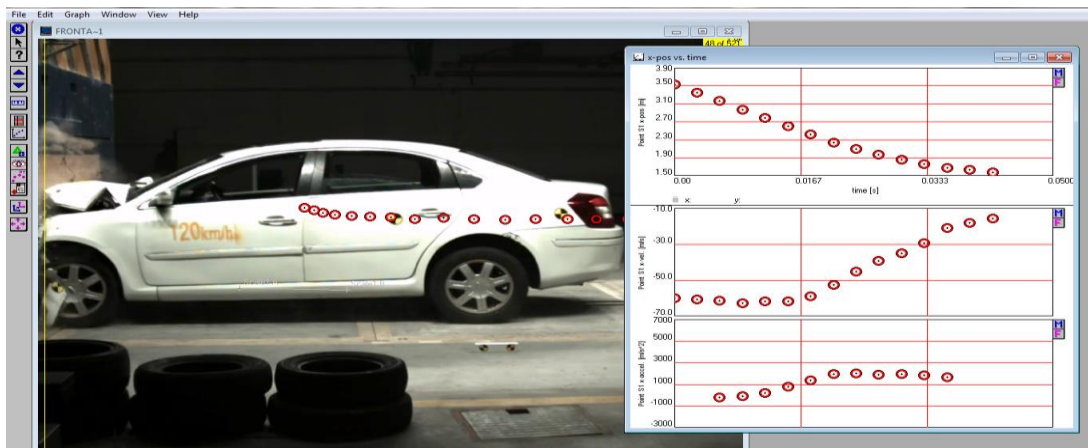 File Edit Graph Window View Help
FRONTA~1
x-pos vs. time
M
F
Point S1 x-pos [m]
3.90
3.50
3.10
2.70
2.30
1.90
1.50
0.00 0.0167 0.0333 0.0500
time [s]
x: y:
M
F
Point S1 x-vel. [m/s]
-10.0
-30.0
-50.0
-70.0
M
F
Point S1 x-accel. [m/s^2]
7000
5000
3000
1000
-1000
-3000
120km/h